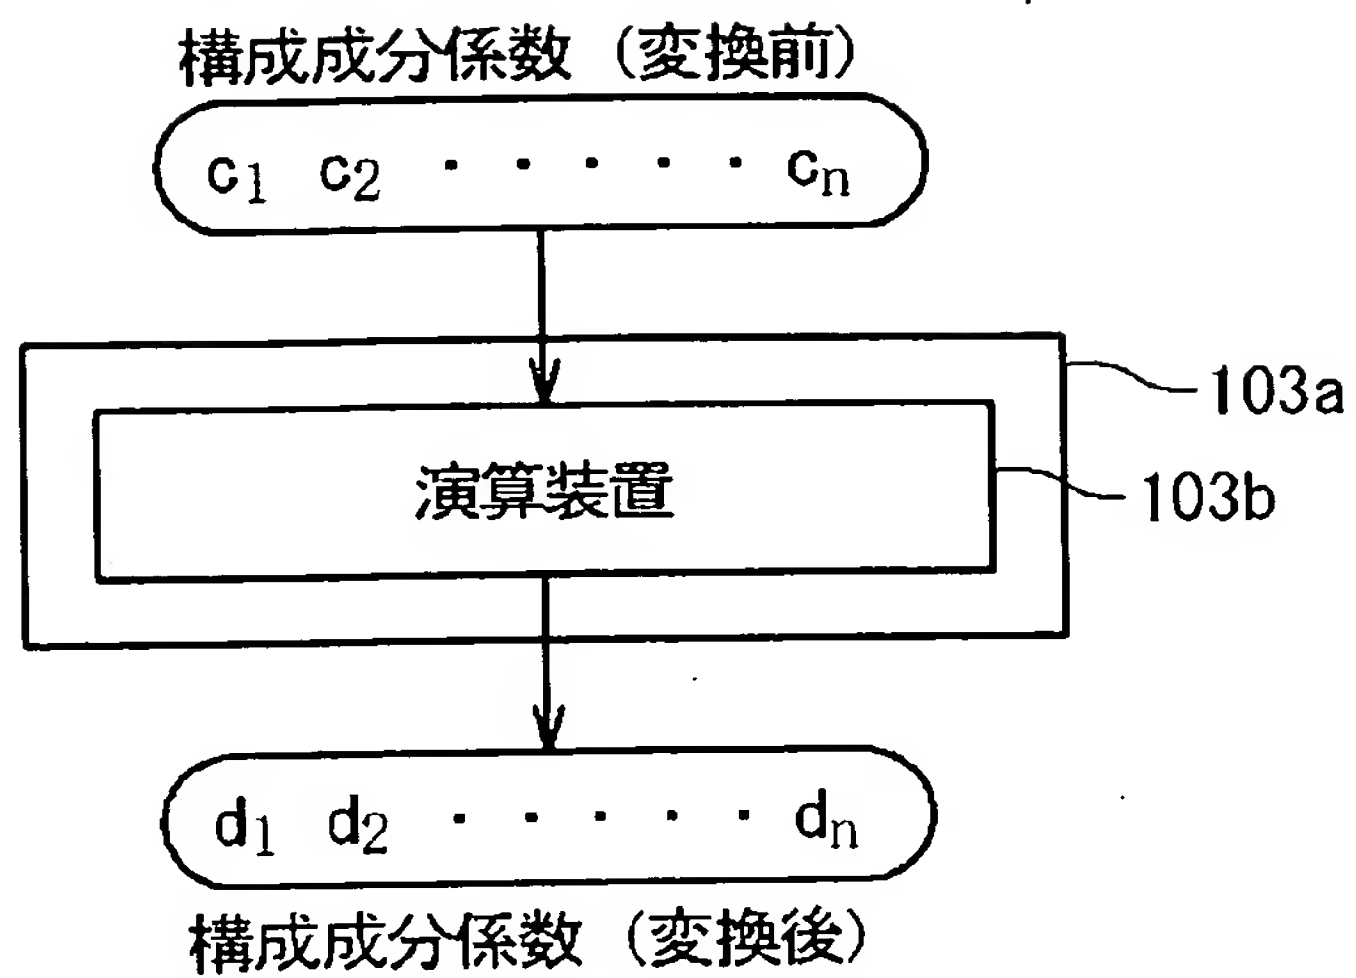 構成成分係数（変換前）
c1 c2 ・・・・・ cn
103a
演算装置
103b
d1 d2 ・・・・・ dn
構成成分係数（変換後）